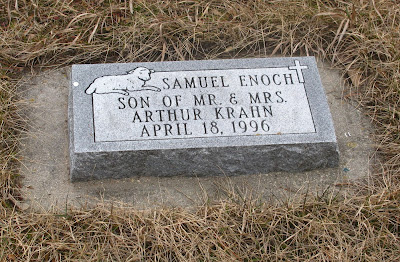 SAMUEL ENOCH
SON OF MR. & MRS.
ARTHUR KRAHN
APRIL 18, 1996